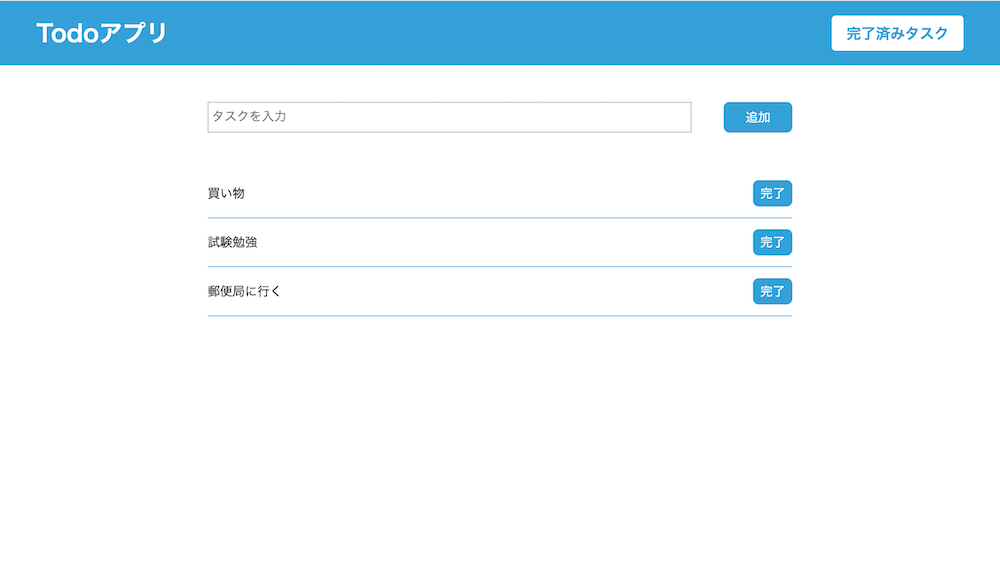 Todoアプリ
完了済みタスク
タスクを入力
追加
買い物
完了
試験勉強
完了
郵便局に行く
完了